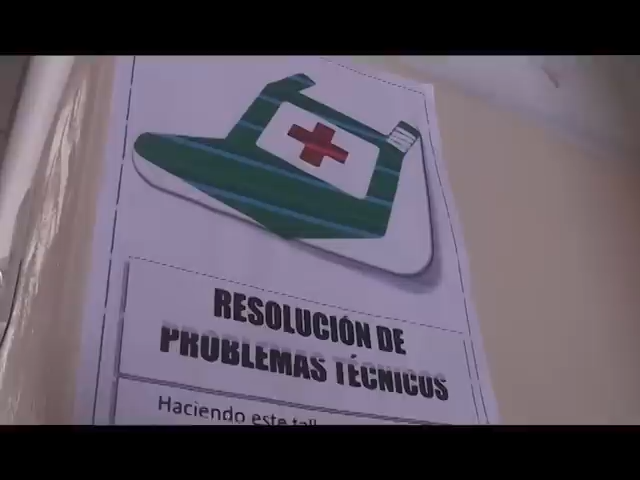 RESOLUCIÓN DE
PROBLEMAS TÉCNICOS
Haciendo este